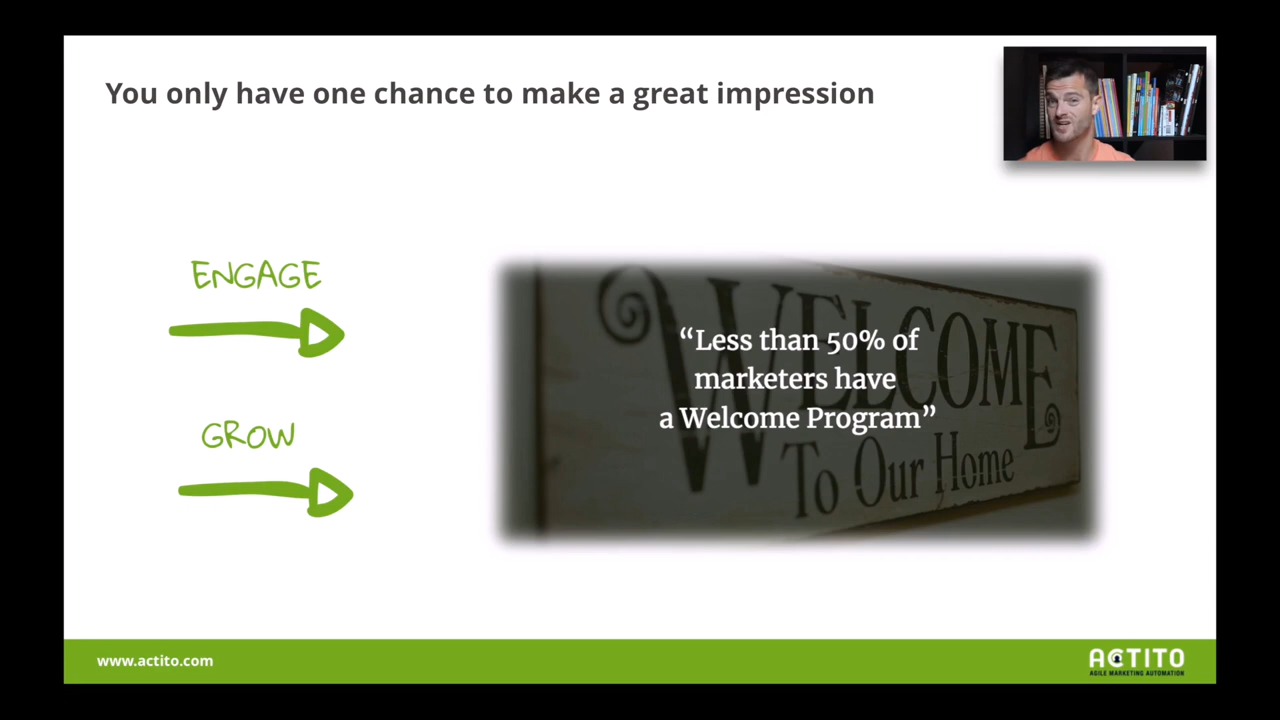 You only have one chance to make a great impression
ENGAGE
GROW
WELCOME
To Our Home
“Less than 50% of
marketers have
a Welcome Program”
www.actito.com
ACTITO
AGILE MARKETING AUTOMATION